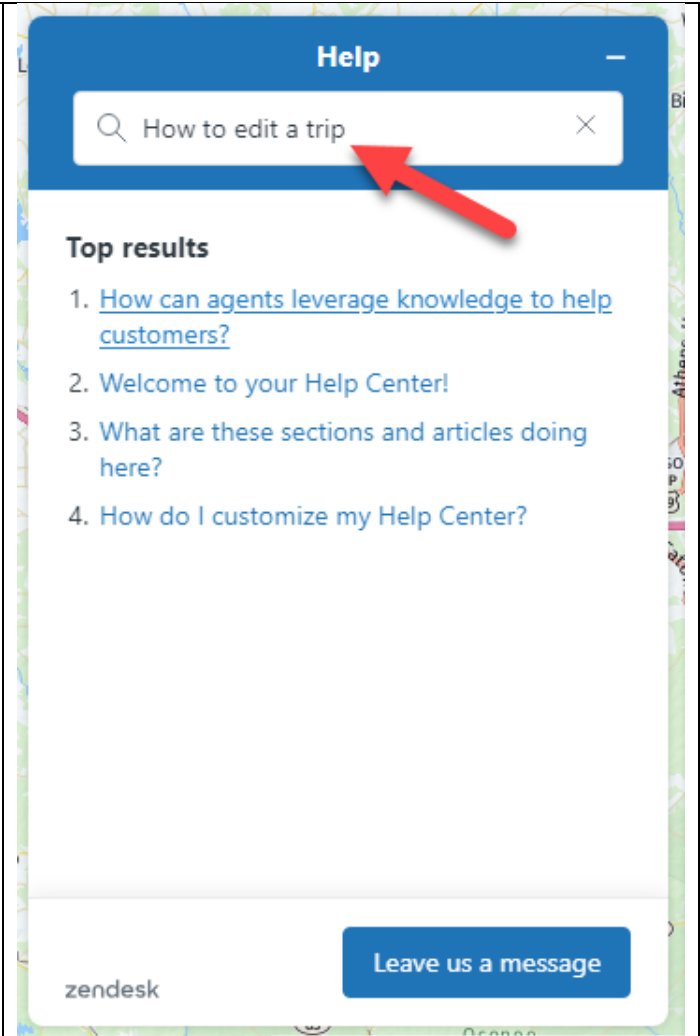 Help
How to edit a trip
Top results
1. How can agents leverage knowledge to help
customers?
2. Welcome to your Help Center!
3. What are these sections and articles doing
here?
4. How do I customize my Help Center?
Leave us a message
zendesk
Bi
Athens